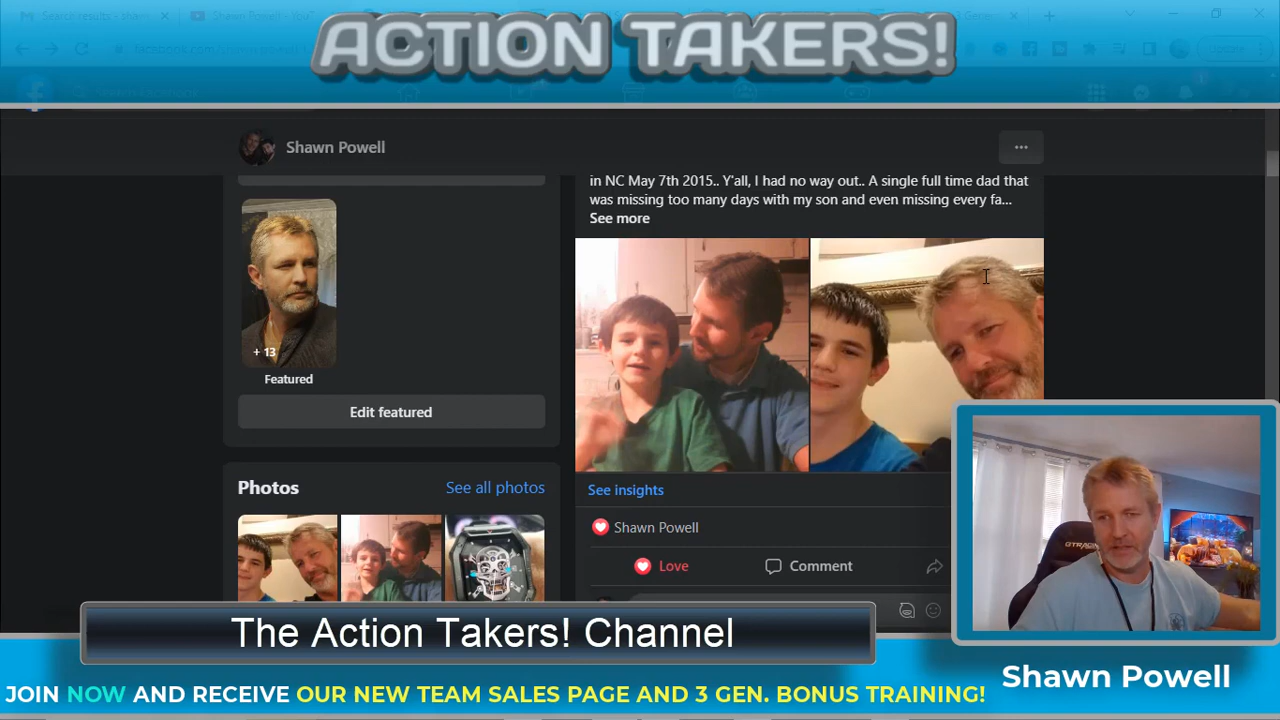 ACTION TAKERS!
Shawn Powell
in NC May 7th 2015.. Y'all, I had no way out.. A single full time dad that
was missing too many days with my son and even missing every fa...
See more
+ 13
Featured
Edit featured
Photos
See all photos
See insights
Shawn Powell
Love
Comment
GTRACING
The Action Takers! Channel
Shawn Powell
JOIN NOW AND RECEIVE OUR NEW TEAM SALES PAGE AND 3 GEN. BONUS TRAINING!